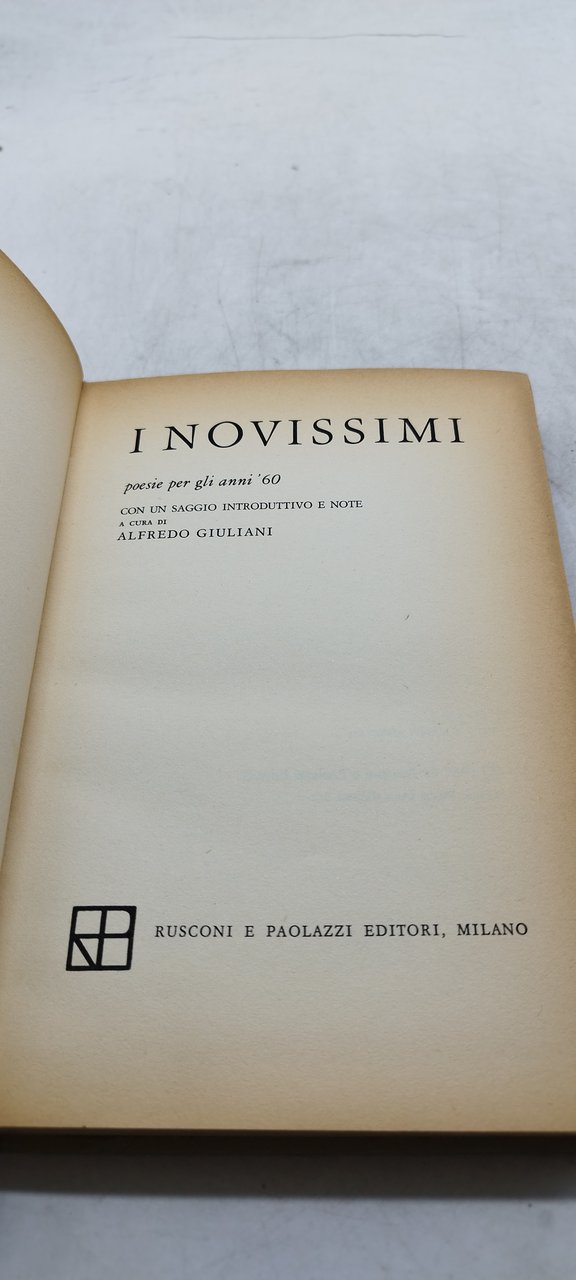 I NOVISSIMI
poesie per gli anni '60
CON UN SAGGIO INTRODUTTIVO E NOTE
A CURA DI
ALFREDO GIULIANI
RUSCONI E PAOLAZZI EDITORI, MILANO